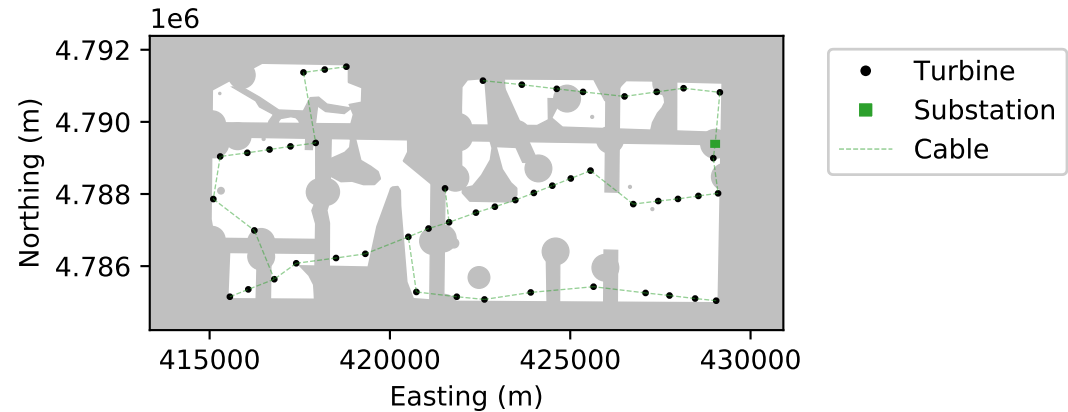 1e6
4.792
4.790
4.788
4.786
Northing (m)
415000 420000 425000 430000
Easting (m)
Turbine
Substation
Cable